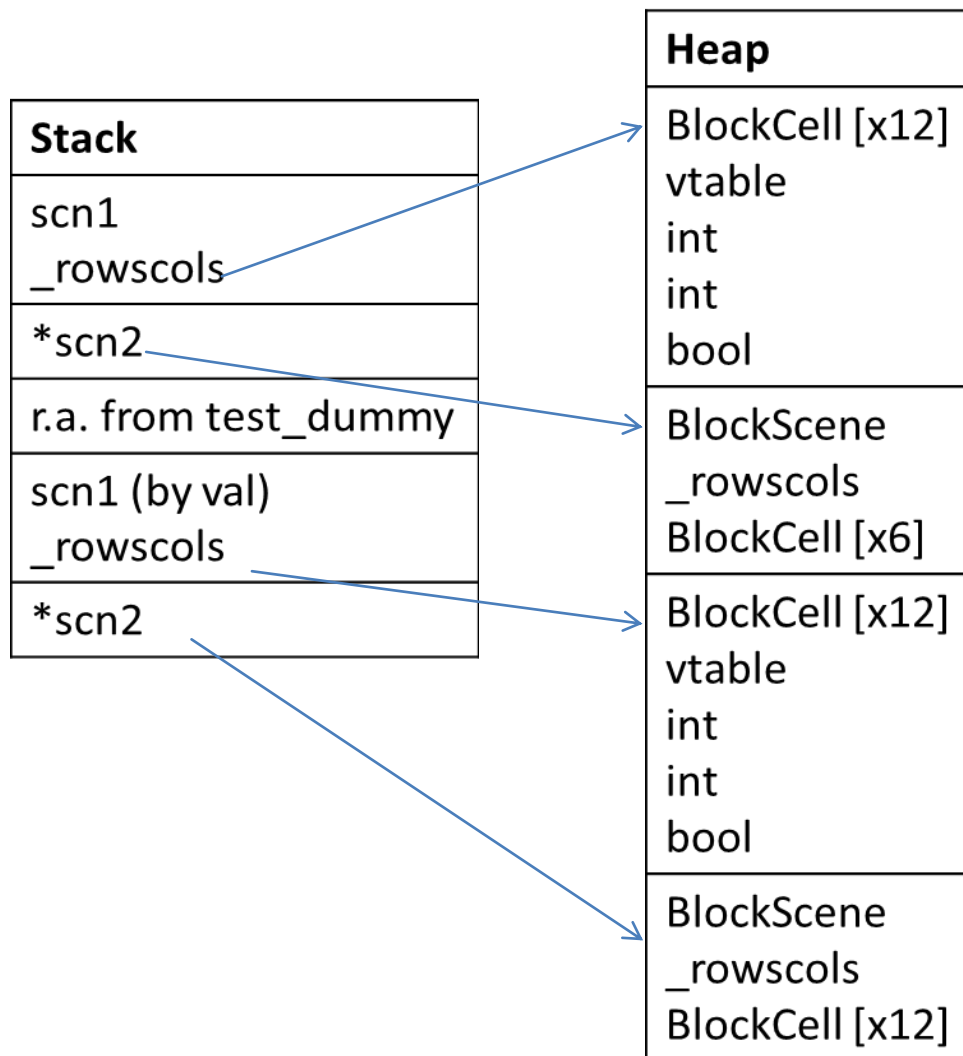 Stack
scn1
_rowscols
*scn2
r.a. from test_dummy
scn1 (by val)
_rowscols
*scn2
Heap
BlockCell [x12]
vtable
int
int
bool
BlockScene
_rowscols
BlockCell [x6]
BlockCell [x12]
vtable
int
int
bool
BlockScene
_rowscols
BlockCell [x12]